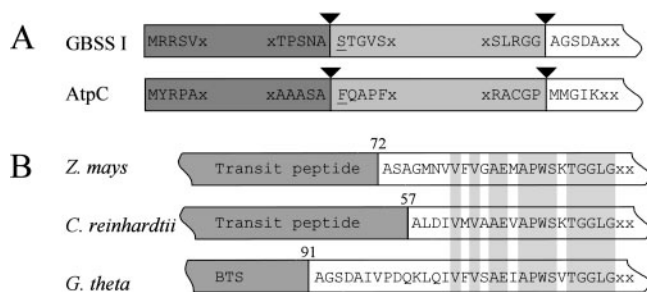 A
GBSS I MRRSVx xTPSNA STGVSx xSLRGG AGSDAxx
AtpC MYRPAx xAAASA FQAPFx xRACGP MMGIKxx
B
72
Z. mays Transit peptide ASAGMNVVFVGAEMAPWSKTGGLGxx
57
C. reinhardtii Transit peptide ALDIVMVAAEVAPWSKTGGLGxx
91
G. theta BTS AGSDAIVPDQKLQIVFVSAEIAPWSVTGGLGxx